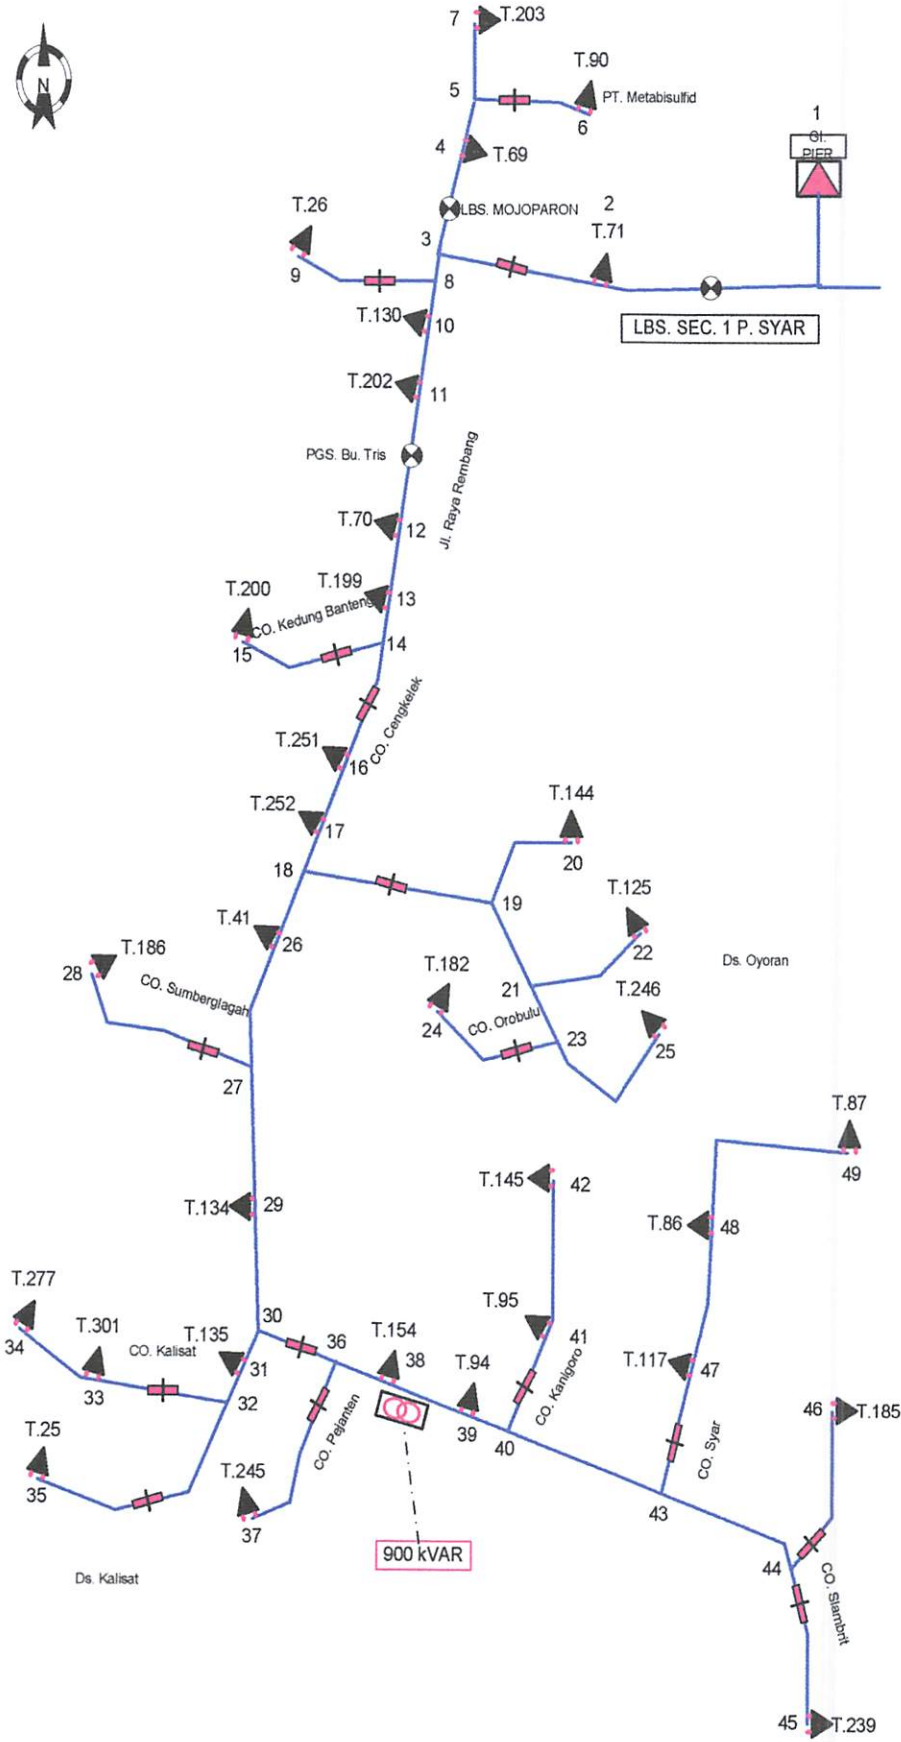 7
T.203
T.90
5
PT. Metabisulfid
6
1
GI.
PIER
4
T.69
N
T.26
LBS. MOJOPARON
2
T.71
3
9
8
T.130
10
LBS. SEC. 1 P. SYAR
T.202
11
PGS. Bu. Tris
Jl. Raya Rembang
T.70
12
T.200
T.199
13
CO. Kedung Banteng
14
15
CO. Cengkelek
T.251
16
T.252
17
T.144
18
20
19
T.125
T.41
26
22
T.186
28
CO. Sumberglagah
T.182
Ds. Oyoran
21
T.246
24
CO. Orobulu
23
25
27
T.87
49
T.145
42
T.134
29
T.86
48
T.277
T.95
30
36
T.154
41
34
T.301
CO. Kalisat
T.135
31
38
T.94
T.117
47
33
32
CO. Kanigoro
T.25
CO. Pejanten
39
40
CO. Syar
46
T.185
35
T.245
37
43
900 kVAR
44
Ds. Kalisat
CO. Slambrit
45
T.239